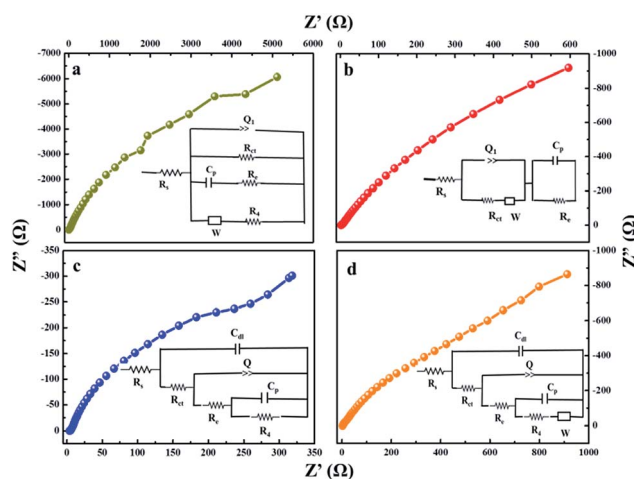 Z' (Ω)
0 1000 2000 3000 4000 5000 6000
0 100 200 300 400 500 600
-7000
-6000
-5000
-4000
-3000
-2000
-1000
0
Z'' (Ω)
a
Q1
Rct
Cp
Rs
Re
W
R4
b
Q1
Cp
Rs
Rct
W
Re
-1000
-800
-600
-400
-200
0
Z'' (Ω)
-350
-300
-250
-200
-150
-100
-50
0
c
Cdl
Rs
Q
Rct
Cp
Re
R4
d
Cdl
Rs
Q
Rct
Cp
Re
R4
W
-1000
-800
-600
-400
-200
0
0 50 100 150 200 250 300 350
0 200 400 600 800 1000
Z' (Ω)